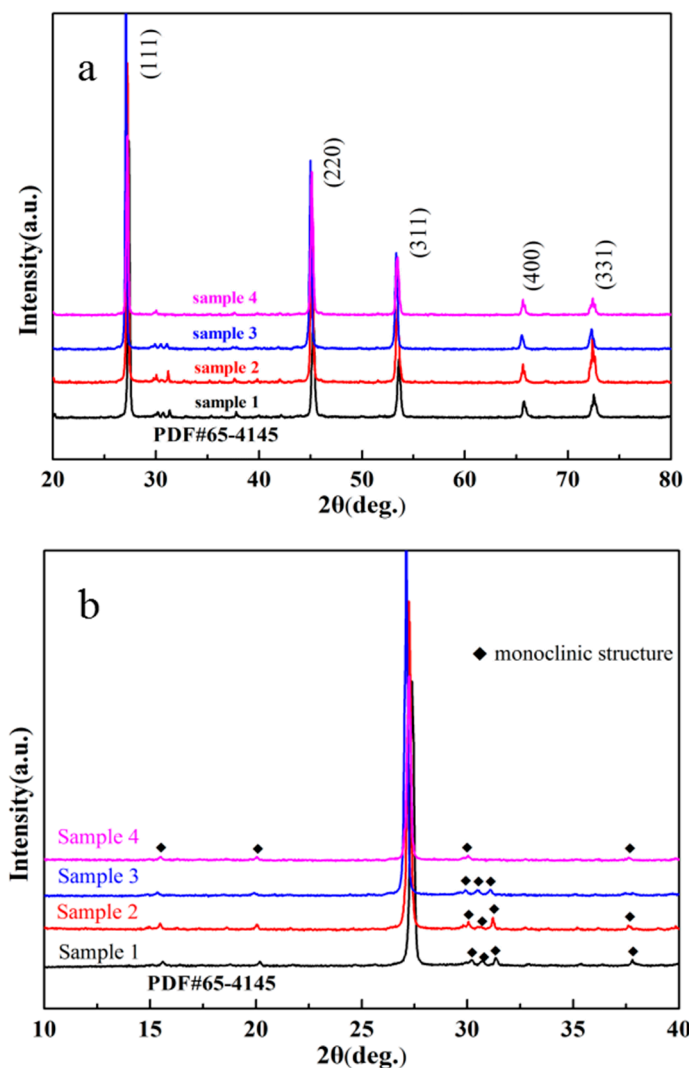 a
(111)
(220)
(311)
(400)
(331)
Intensity(a.u.)
sample 4
sample 3
sample 2
sample 1
PDF#65-4145
20 30 40 50 60 70 80
2θ(deg.)
b
◆ monoclinic structure
Intensity(a.u.)
Sample 4
Sample 3
Sample 2
Sample 1
PDF#65-4145
10 15 20 25 30 35 40
2θ(deg.)